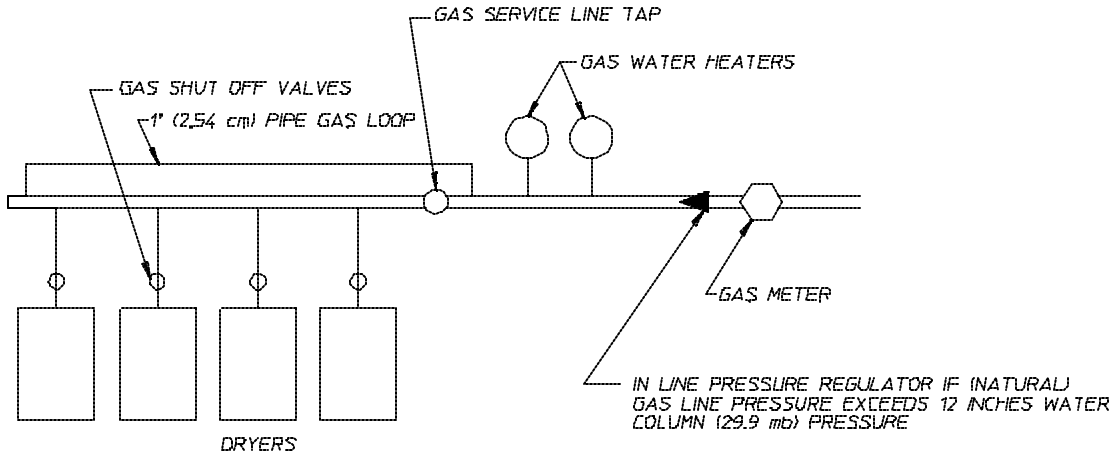 GAS SERVICE LINE TAP
GAS WATER HEATERS
GAS SHUT OFF VALVES
1" (2.54 cm) PIPE GAS LOOP
GAS METER
IN LINE PRESSURE REGULATOR IF (NATURAL)
GAS LINE PRESSURE EXCEEDS 12 INCHES WATER
COLUMN (29.9 mb) PRESSURE
DRYERS